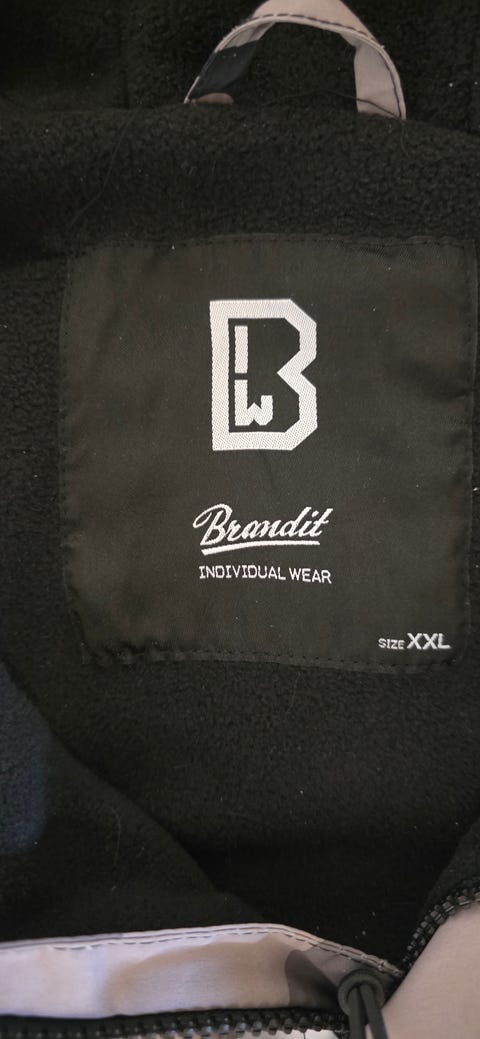 B
I
W
Brandit
INDIVIDUAL WEAR
SIZE XXL